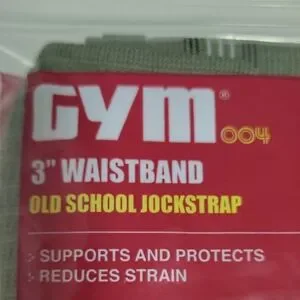 GYM® 004
3" WAISTBAND
OLD SCHOOL JOCKSTRAP
> SUPPORTS AND PROTECTS
> REDUCES STRAIN